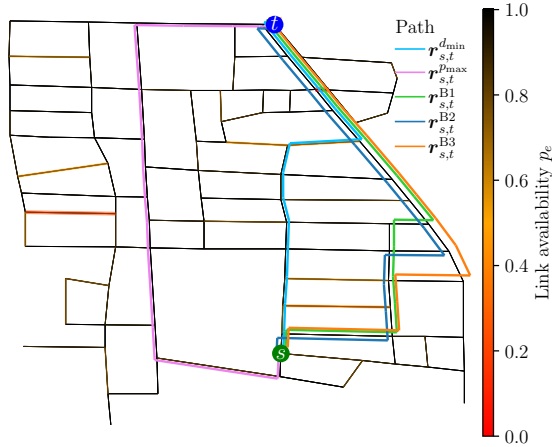 t
Path
r_{s,t}^{d_min}
r_{s,t}^{p_max}
r_{s,t}^{B1}
r_{s,t}^{B2}
r_{s,t}^{B3}
s
1.0
0.8
0.6
0.4
0.2
0.0
Link availability p_e